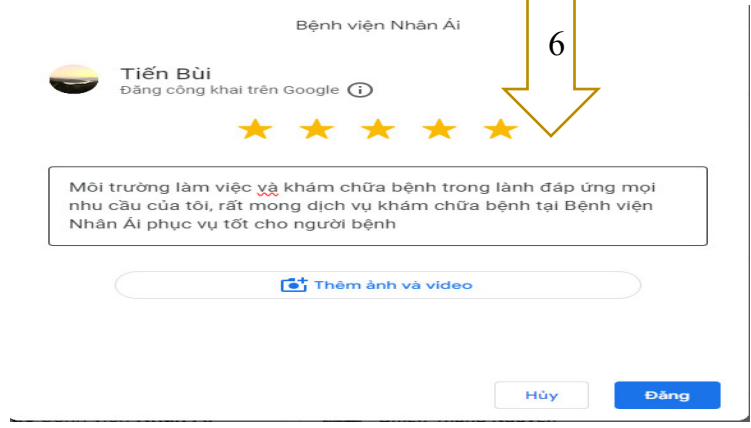 Bệnh viện Nhân Ái
6
Tiến Bùi
Đăng công khai trên Google
Môi trường làm việc và khám chữa bệnh trong lành đáp ứng mọi
nhu cầu của tôi, rất mong dịch vụ khám chữa bệnh tại Bệnh viện
Nhân Ái phục vụ tốt cho người bệnh
Thêm ảnh và video
Hủy
Đăng